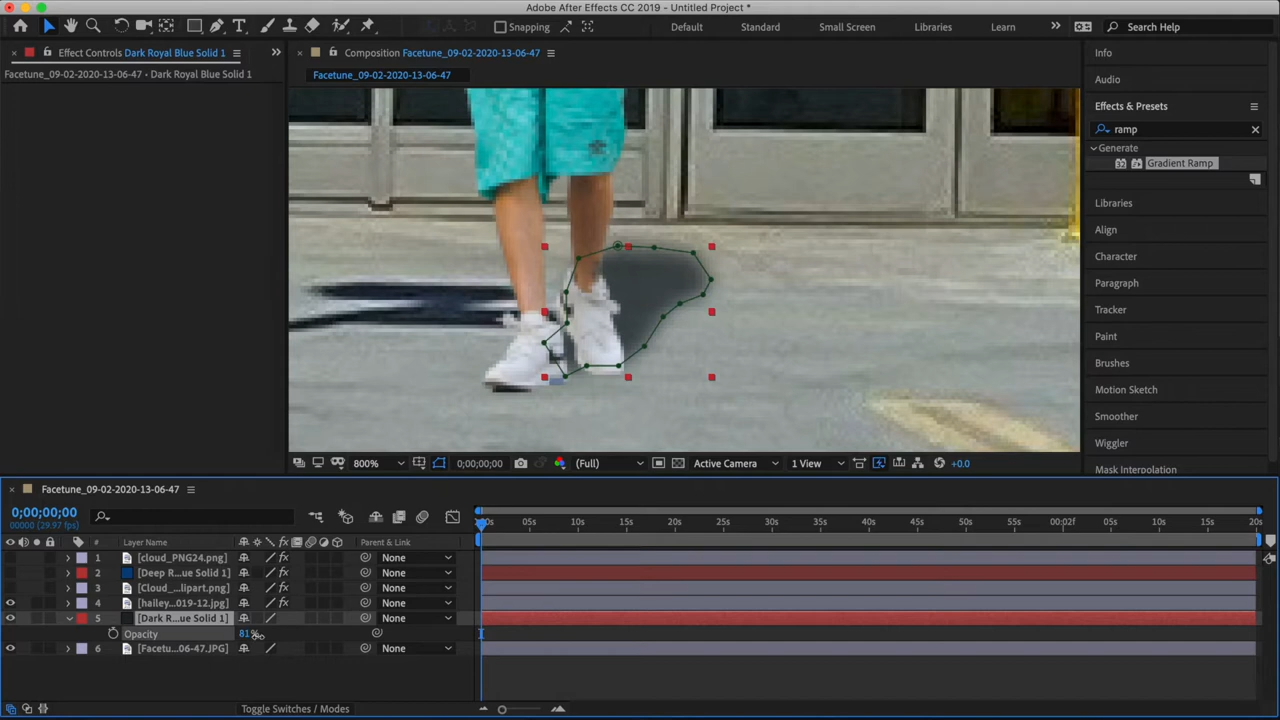 Adobe After Effects CC 2019 - Untitled Project *
Snapping
Default
Standard
Small Screen
Libraries
Learn
Search Help
Effect Controls Dark Royal Blue Solid 1
Facetune_09-02-2020-13-06-47 • Dark Royal Blue Solid 1
Composition Facetune_09-02-2020-13-06-47
Facetune_09-02-2020-13-06-47
Info
Audio
Effects & Presets
ramp
Generate
32
Gradient Ramp
Libraries
Align
Character
Paragraph
Tracker
Paint
Brushes
Motion Sketch
Smoother
Wiggler
Mask Interpolation
800%
0;00;00;00
(Full)
Active Camera
1 View
+0.0
Facetune_09-02-2020-13-06-47
0;00;00;00
00000 (29.97 fps)
05s
10s
15s
20s
25s
30s
35s
40s
45s
50s
55s
00:02f
05s
10s
15s
20s
#
Layer Name
Parent & Link
1 [cloud_PNG24.png] None
2 [Deep R...ue Solid 1] None
3 [Cloud_...lipart.png] None
4 [hailey...019-12.jpg] None
5 [Dark R...ue Solid 1] None
Opacity 81%
6 [Facetu...06-47.JPG] None
Toggle Switches / Modes